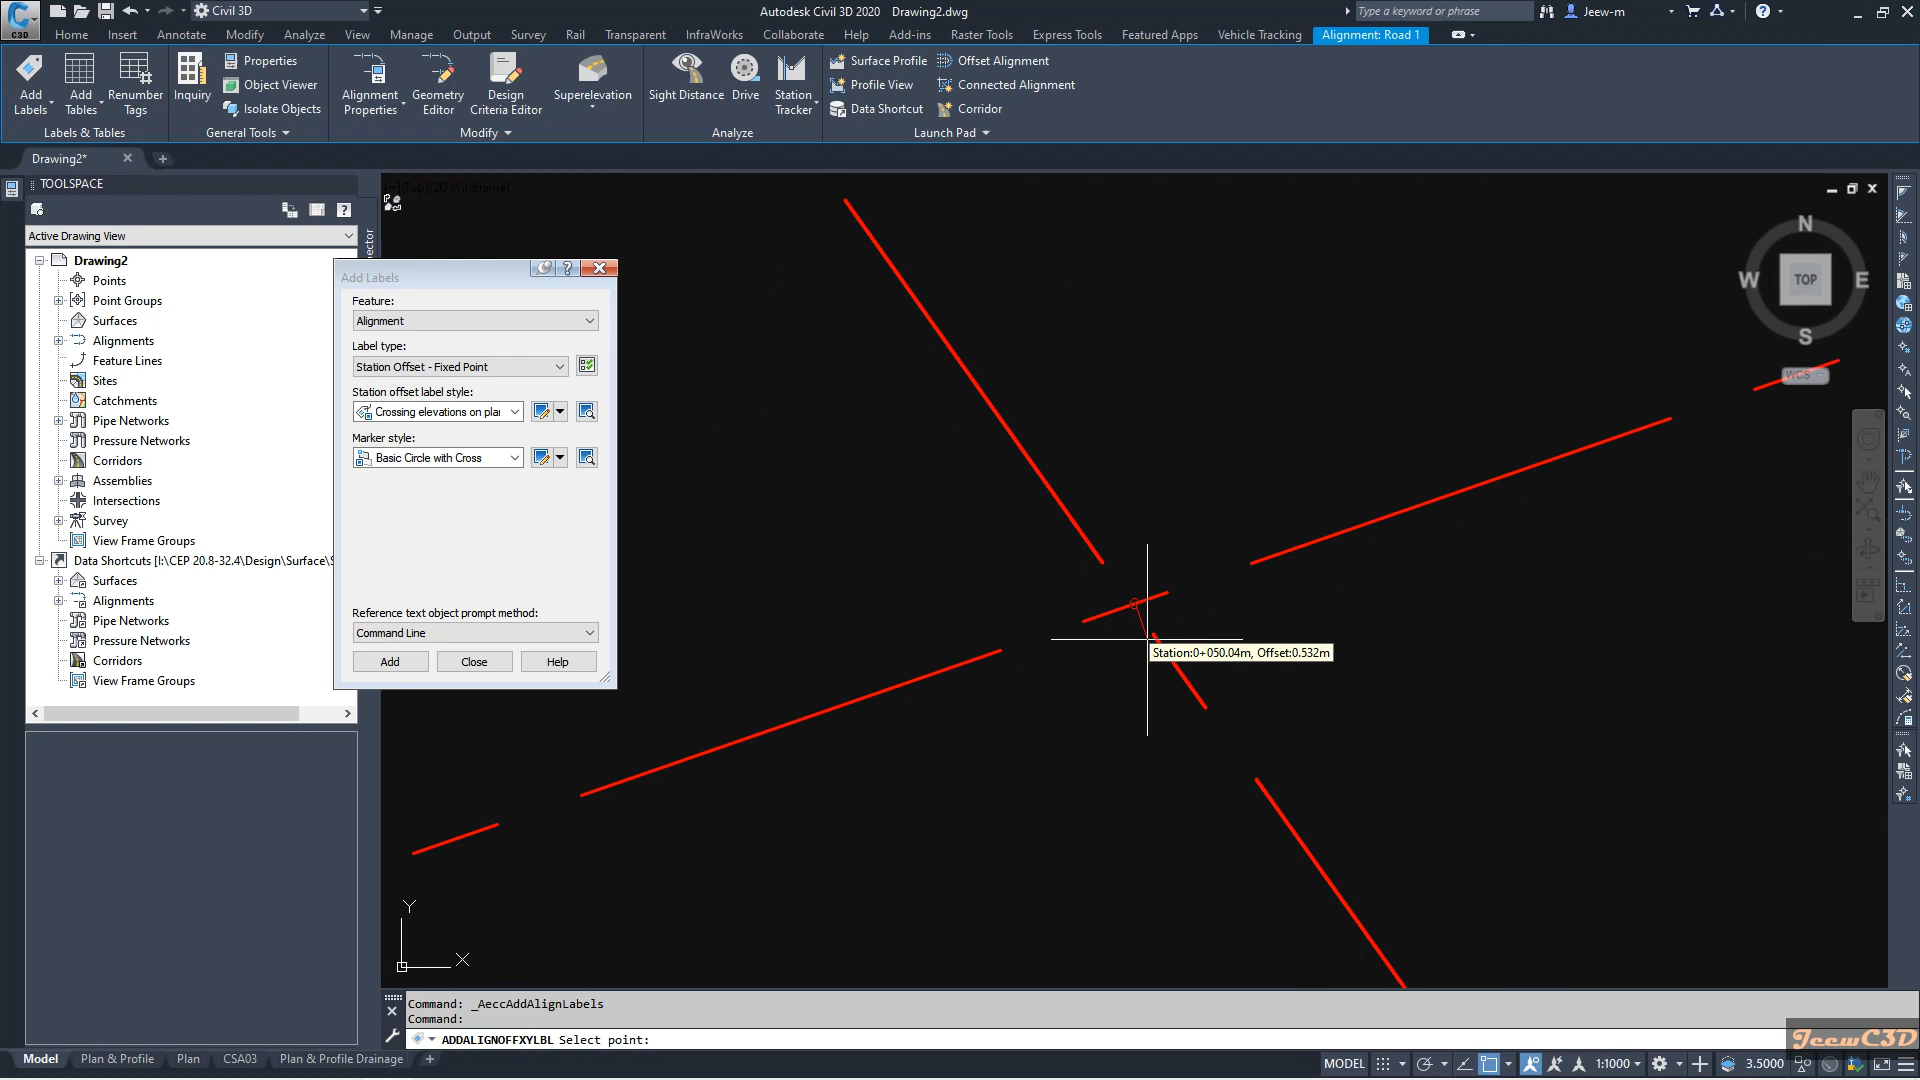 C3D
Civil 3D
Autodesk Civil 3D 2020 Drawing2.dwg
Type a keyword or phrase
Jeew-m
Home Insert Annotate Modify Analyze View Manage Output Survey Rail Transparent InfraWorks Collaborate Help Add-ins Raster Tools Express Tools Featured Apps Vehicle Tracking Alignment: Road 1
Add Labels
Add Tables
Renumber Tags
Labels & Tables
Inquiry
Properties
Object Viewer
Isolate Objects
General Tools
Alignment Properties
Geometry Editor
Design Criteria Editor
Superelevation
Modify
Sight Distance
Drive
Station Tracker
Analyze
Surface Profile
Profile View
Data Shortcut
Offset Alignment
Connected Alignment
Corridor
Launch Pad
Drawing2*
TOOLSPACE
Active Drawing View
Drawing2
Points
Point Groups
Surfaces
Alignments
Feature Lines
Sites
Catchments
Pipe Networks
Pressure Networks
Corridors
Assemblies
Intersections
Survey
View Frame Groups
Data Shortcuts [I:\CEP 20.8-32.4\Design\Surface\
Surfaces
Alignments
Pipe Networks
Pressure Networks
Corridors
View Frame Groups
[−][Top][2D Wireframe]
Add Labels
Feature:
Alignment
Label type:
Station Offset - Fixed Point
Station offset label style:
Crossing elevations on plan
Marker style:
Basic Circle with Cross
Reference text object prompt method:
Command Line
Add Close Help
N
W TOP E
S
WCS
Station:0+050.04m, Offset:0.532m
Y
X
Command: _AeccAddAlignLabels
Command:
ADDALIGNOFFXYLBL Select point:
JeewC3D
Model Plan & Profile Plan CSA03 Plan & Profile Drainage +
MODEL 1:1000 3.5000